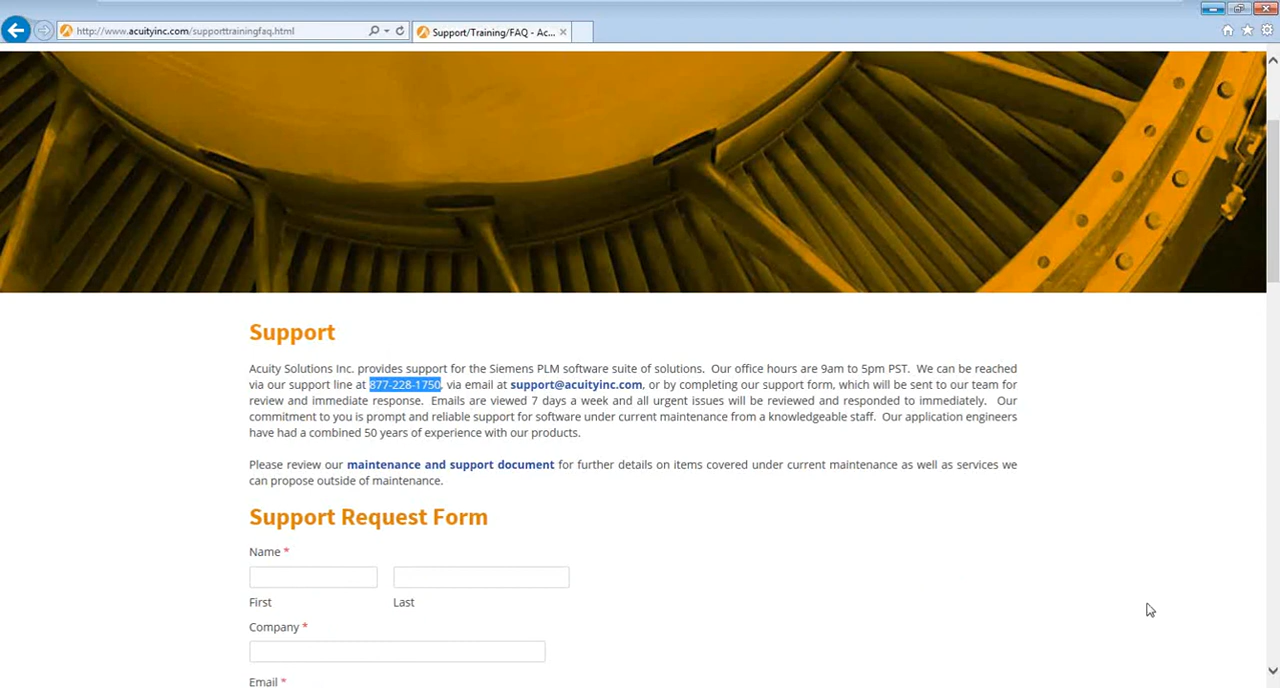 http://www.acuityinc.com/supporttrainingfaq.html
Support/Training/FAQ - Ac...
Support
Acuity Solutions Inc. provides support for the Siemens PLM software suite of solutions. Our office hours are 9am to 5pm PST. We can be reached
via our support line at 877-228-1750, via email at support@acuityinc.com, or by completing our support form, which will be sent to our team for
review and immediate response. Emails are viewed 7 days a week and all urgent issues will be reviewed and responded to immediately. Our
commitment to you is prompt and reliable support for software under current maintenance from a knowledgeable staff. Our application engineers
have had a combined 50 years of experience with our products.
Please review our maintenance and support document for further details on items covered under current maintenance as well as services we
can propose outside of maintenance.
Support Request Form
Name *
First Last
Company *
Email *